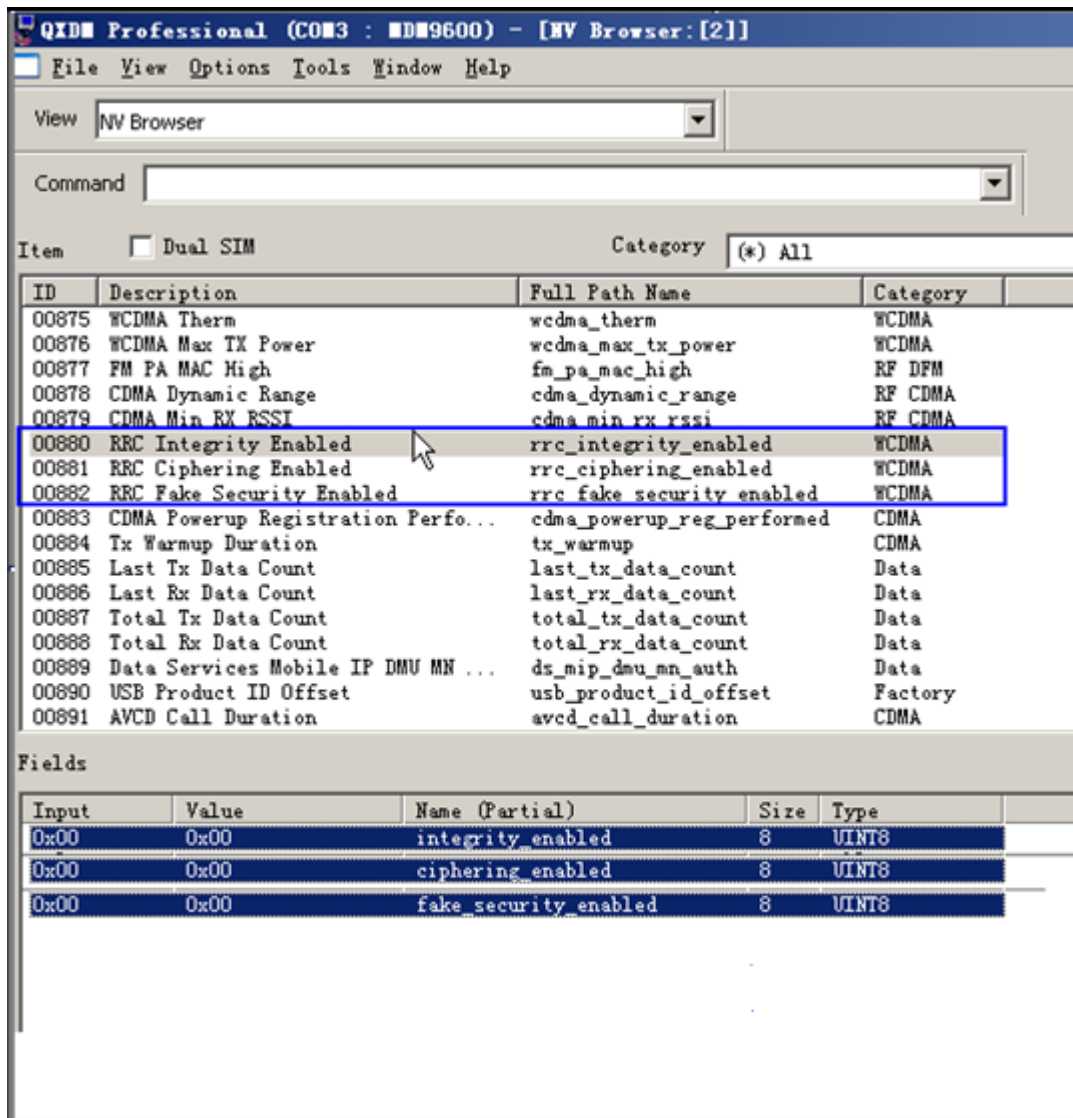 QXDM Professional (COM3 : MDM9600) - [NV Browser:[2]]
File View Options Tools Window Help
View NV Browser
Command
Item Dual SIM Category (*) All
ID Description Full Path Name Category
00875 WCDMA Therm wcdma_therm WCDMA
00876 WCDMA Max TX Power wcdma_max_tx_power WCDMA
00877 FM PA MAC High fm_pa_mac_high RF DFM
00878 CDMA Dynamic Range cdma_dynamic_range RF CDMA
00879 CDMA Min RX RSSI cdma_min_rx_rssi RF CDMA
00880 RRC Integrity Enabled rrc_integrity_enabled WCDMA
00881 RRC Ciphering Enabled rrc_ciphering_enabled WCDMA
00882 RRC Fake Security Enabled rrc_fake_security_enabled WCDMA
00883 CDMA Powerup Registration Perfo... cdma_powerup_reg_performed CDMA
00884 Tx Warmup Duration tx_warmup CDMA
00885 Last Tx Data Count last_tx_data_count Data
00886 Last Rx Data Count last_rx_data_count Data
00887 Total Tx Data Count total_tx_data_count Data
00888 Total Rx Data Count total_rx_data_count Data
00889 Data Services Mobile IP DMU MN ... ds_mip_dmu_mn_auth Data
00890 USB Product ID Offset usb_product_id_offset Factory
00891 AVCD Call Duration avcd_call_duration CDMA
Fields
Input Value Name (Partial) Size Type
0x00 0x00 integrity_enabled 8 UINT8
0x00 0x00 ciphering_enabled 8 UINT8
0x00 0x00 fake_security_enabled 8 UINT8